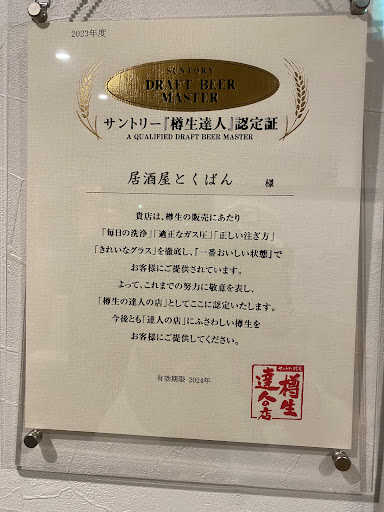 2023年度
SUNTORY
DRAFT BEER
MASTER
サントリー『樽生達人』認定証
A QUALIFIED DRAFT BEER MASTER
居酒屋とくばん 様
貴店は、樽生の販売にあたり
「毎日の洗浄」「適正なガス圧」「正しい注ぎ方」
「きれいなグラス」を徹底し、「一番おいしい状態」で
お客様にご提供されています。
よって、これまでの努力に敬意を表し、
「樽生の達人の店」としてここに認定いたします。
今後とも「達人の店」にふさわしい樽生を
お客様にご提供してください。
有効期限 2024年
樽生
達人の店